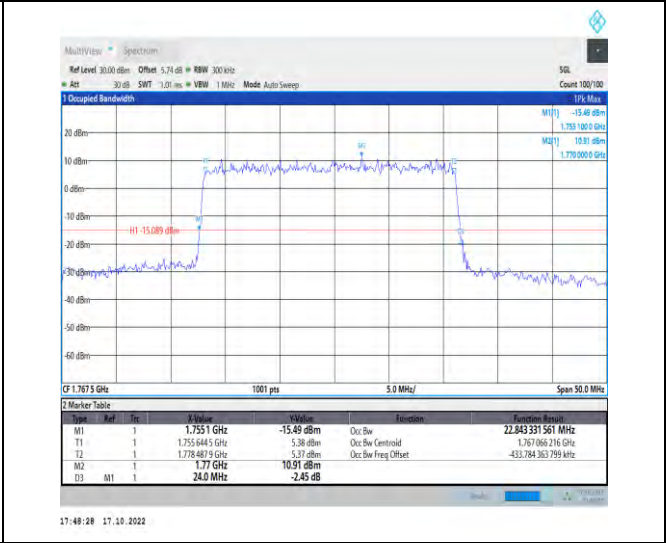 MultiView Spectrum
Ref Level 30.00 dBm Offset 5.74 dB RBW 300 kHz SGL
Att 30 dB SWT 1.01 ms VBW 1 MHz Mode Auto Sweep Count 100/100
1 Occupied Bandwidth 1Pk Max
M1[1] -15.49 dBm
1.755 100 0 GHz
M2[1] 10.91 dBm
1.770 000 0 GHz
20 dBm
M2
10 dBm
0 dBm
-10 dBm
M1
H1 -15.089 dBm
-20 dBm
-30 dBm
-40 dBm
-50 dBm
-60 dBm
CF 1.767 5 GHz 1001 pts 5.0 MHz/ Span 50.0 MHz
2 Marker Table
Type Ref Trc X-Value Y-Value Function Function Result
M1 1 1.755 1 GHz -15.49 dBm Occ Bw 22.843 331 561 MHz
T1 1 1.755 644 5 GHz 5.38 dBm Occ Bw Centroid 1.767 066 216 GHz
T2 1 1.778 487 9 GHz 5.37 dBm Occ Bw Freq Offset -433.784 363 799 kHz
M2 1 1.77 GHz 10.91 dBm
D3 M1 1 24.0 MHz -2.45 dB
17:48:28 17.10.2022